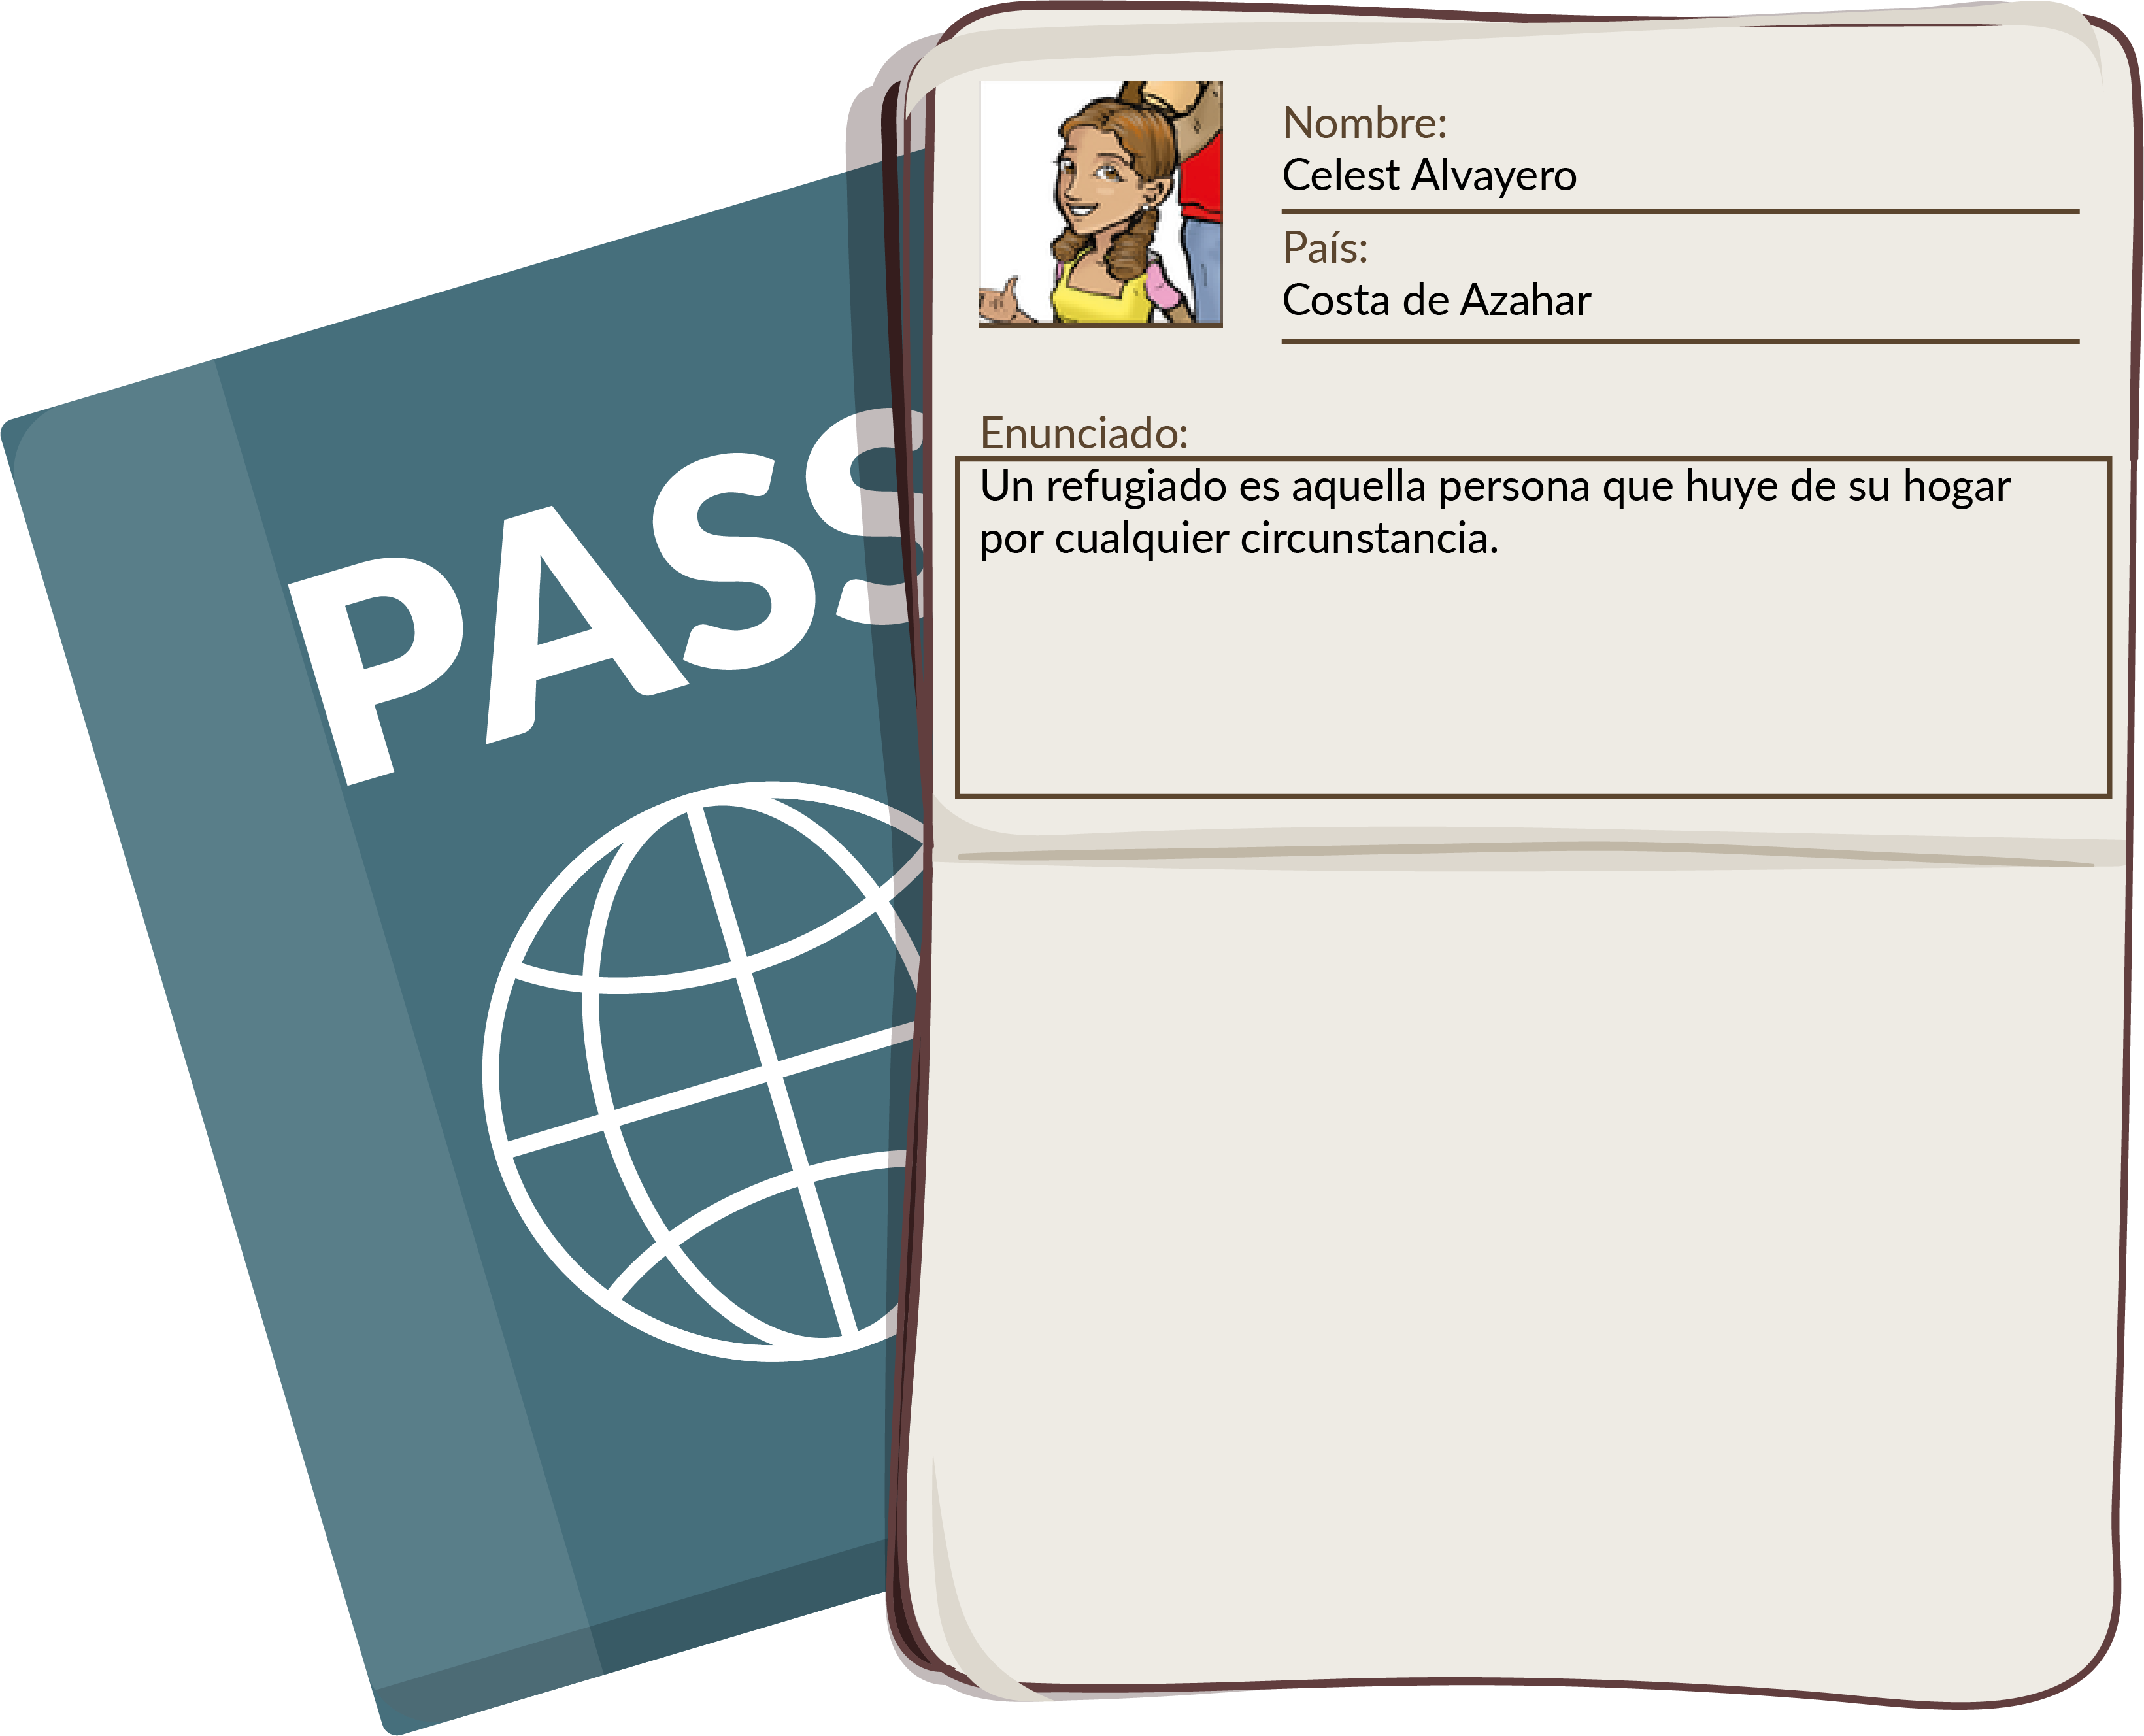 PASS
Nombre:
Celest Alvayero
País:
Costa de Azahar
Enunciado:
Un refugiado es aquella persona que huye de su hogar
por cualquier circunstancia.